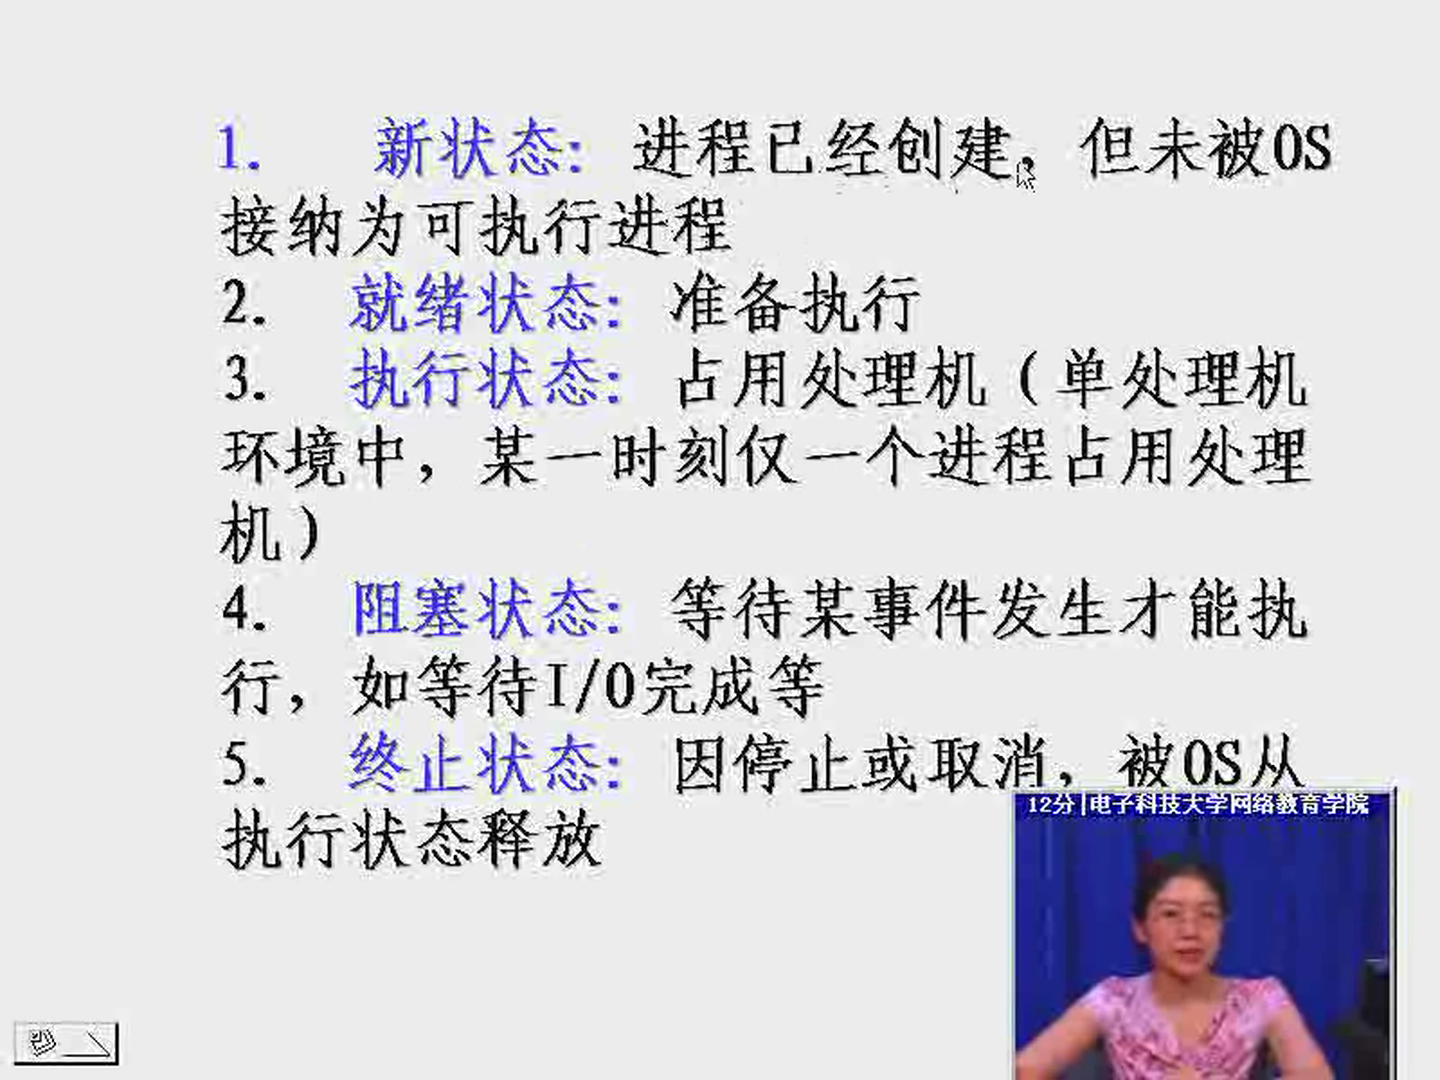 1. 新状态：进程已经创建，但未被OS
接纳为可执行进程
2. 就绪状态：准备执行
3. 执行状态：占用处理机（单处理机
环境中，某一时刻仅一个进程占用处理
机）
4. 阻塞状态：等待某事件发生才能执
行，如等待I/O完成等
5. 终止状态：因停止或取消，被OS从
执行状态释放
12分|电子科技大学网络教育学院